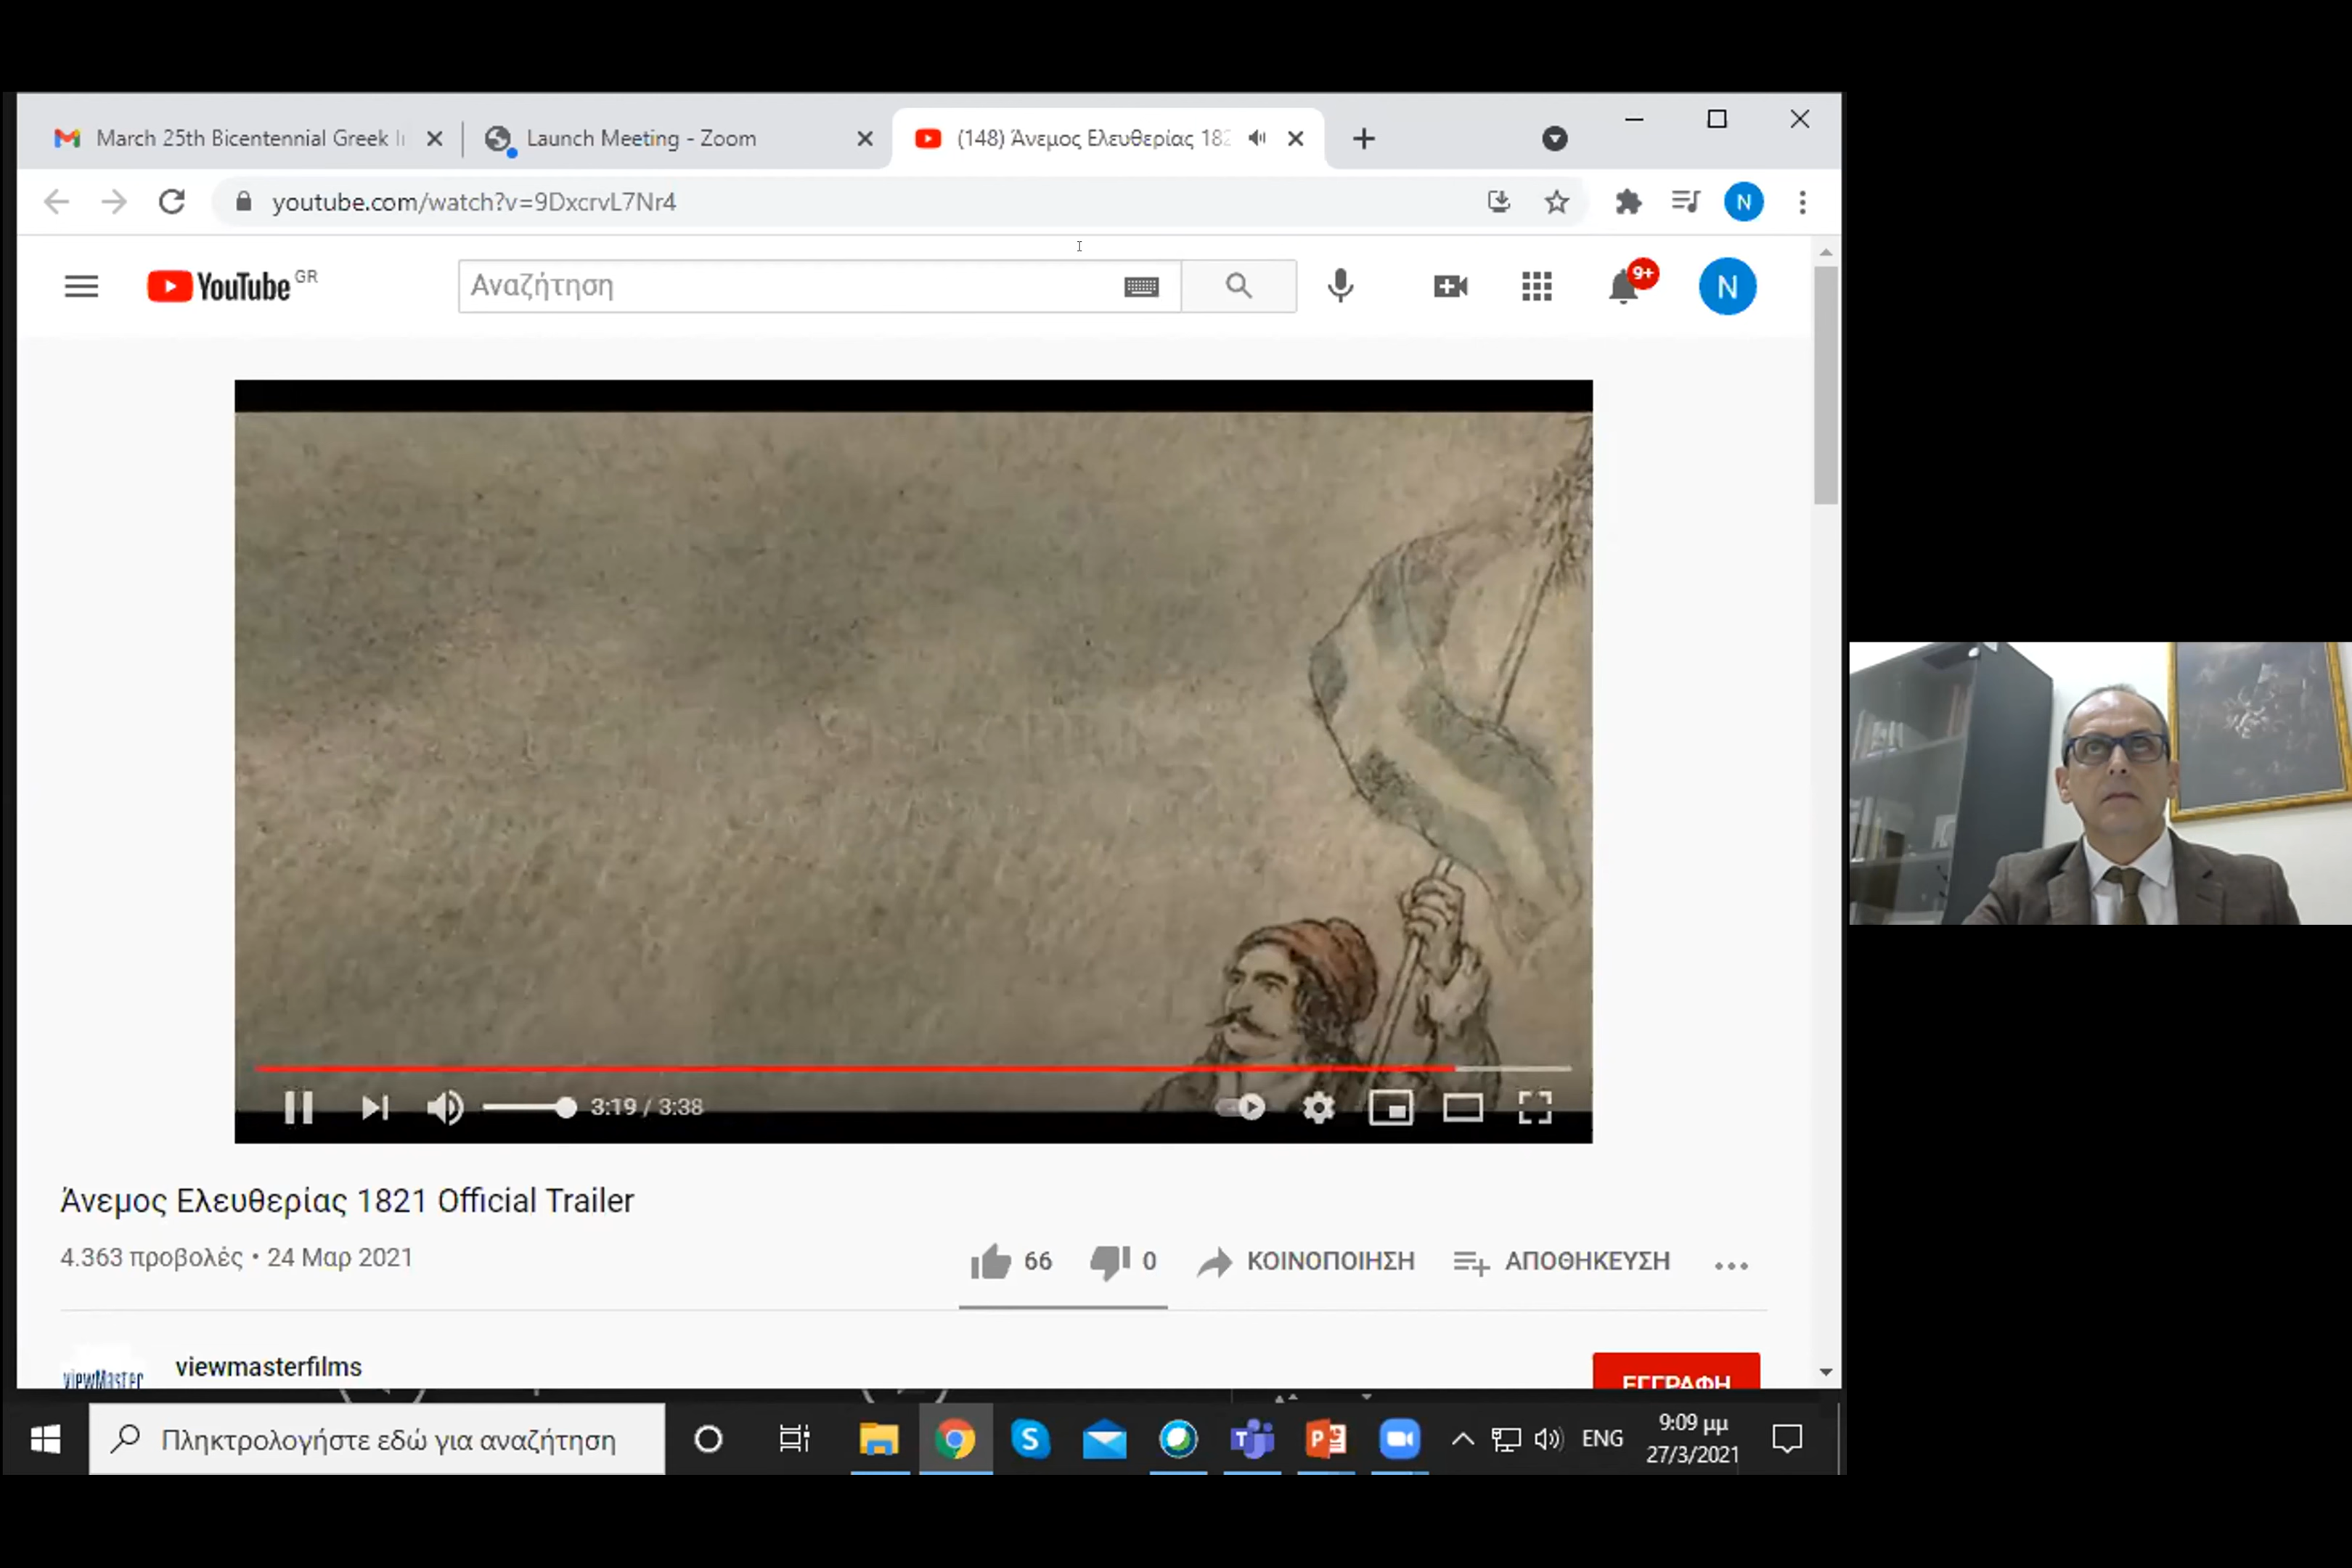 March 25th Bicentennial Greek I
Launch Meeting - Zoom
(148) Άνεμος Ελευθερίας 182
youtube.com/watch?v=9DxcrvL7Nr4
N
YouTube GR
Αναζήτηση
9+
N
3:19 / 3:38
Άνεμος Ελευθερίας 1821 Official Trailer
4.363 προβολές • 24 Μαρ 2021
66
0
ΚΟΙΝΟΠΟΙΗΣΗ
ΑΠΟΘΗΚΕΥΣΗ
viewMaster
viewmasterfilms
ΕΓΓΡΑΦΗ
Πληκτρολογήστε εδώ για αναζήτηση
ENG
9:09 μμ
27/3/2021